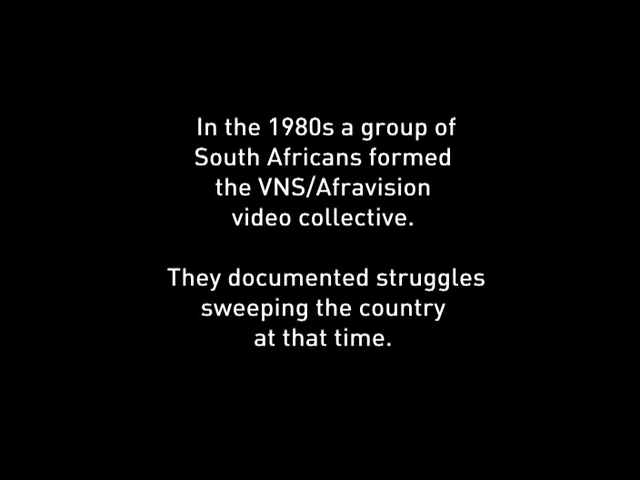 In the 1980s a group of
South Africans formed
the VNS/Afravision
video collective.
They documented struggles
sweeping the country
at that time.